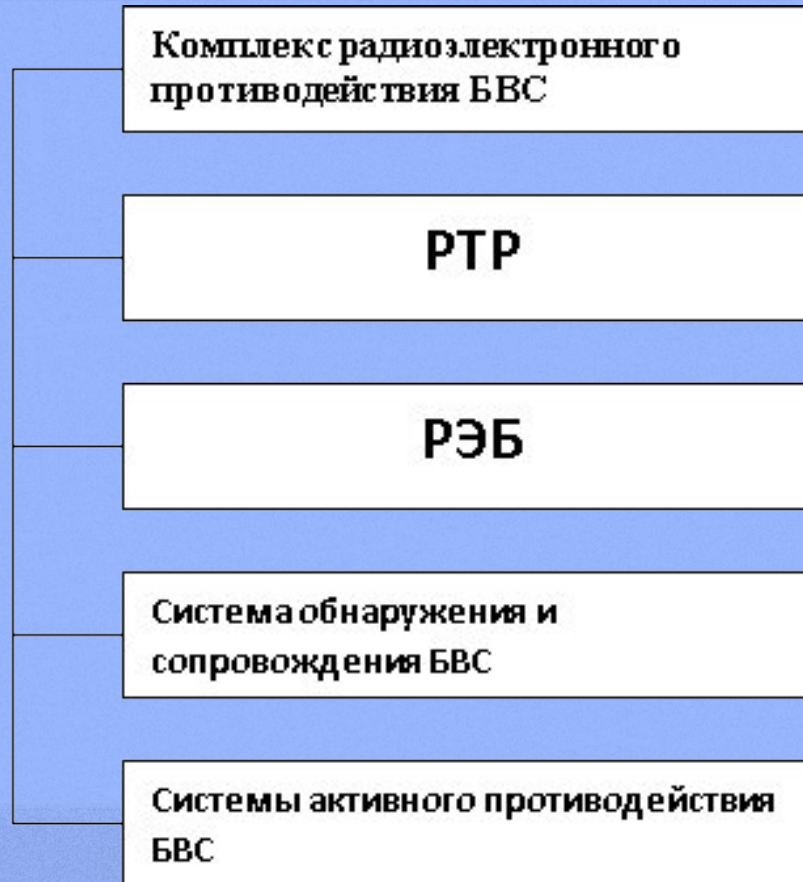 Комплекс радиоэлектронного
противодействия БВС
РТР
РЭБ
Система обнаружения и
сопровождения БВС
Системы активного противодействия
БВС